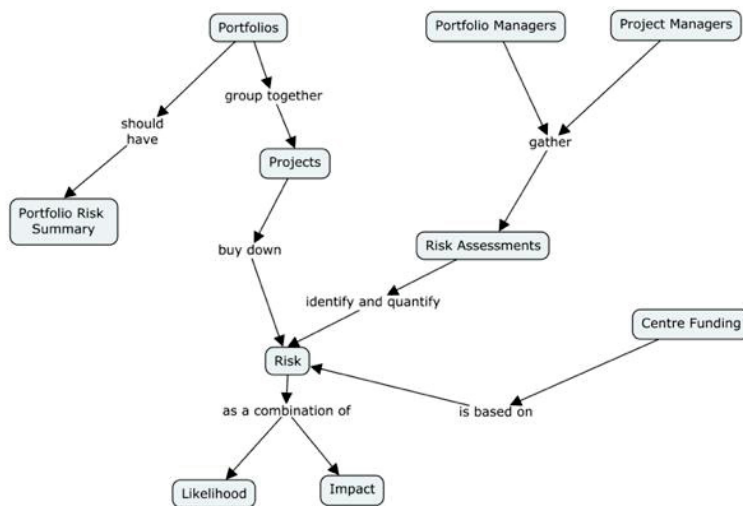 Portfolios
Portfolio Managers
Project Managers
group together
should
have
gather
Projects
Portfolio Risk
Summary
buy down
Risk Assessments
identify and quantify
Centre Funding
Risk
as a combination of
is based on
Likelihood
Impact